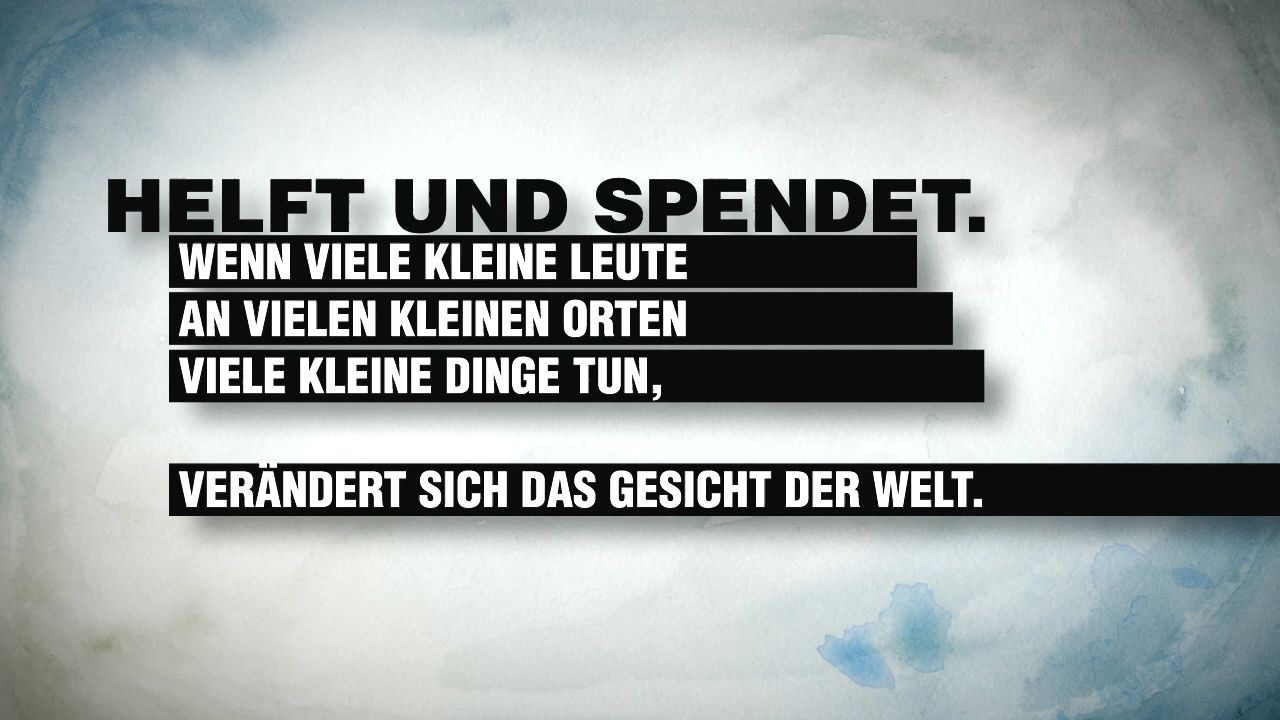 HELFT UND SPENDET.
WENN VIELE KLEINE LEUTE
AN VIELEN KLEINEN ORTEN
VIELE KLEINE DINGE TUN,
VERÄNDERT SICH DAS GESICHT DER WELT.